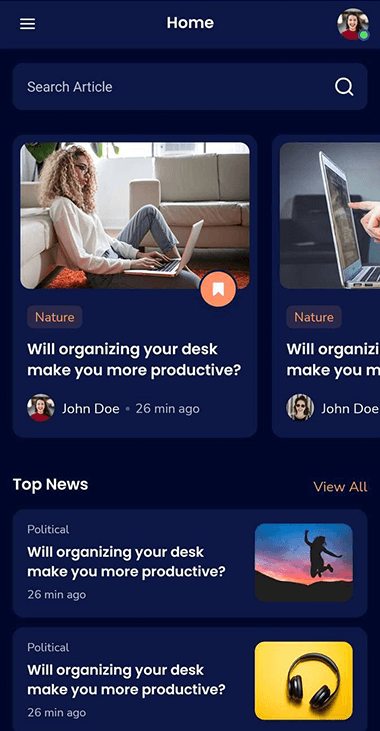 Home
Search Article
Nature
Will organizing your desk
make you more productive?
John Doe • 26 min ago
Nature
Will organizi
make you m
John Doe
Top News
View All
Political
Will organizing your desk
make you more productive?
26 min ago
Political
Will organizing your desk
make you more productive?
26 min ago